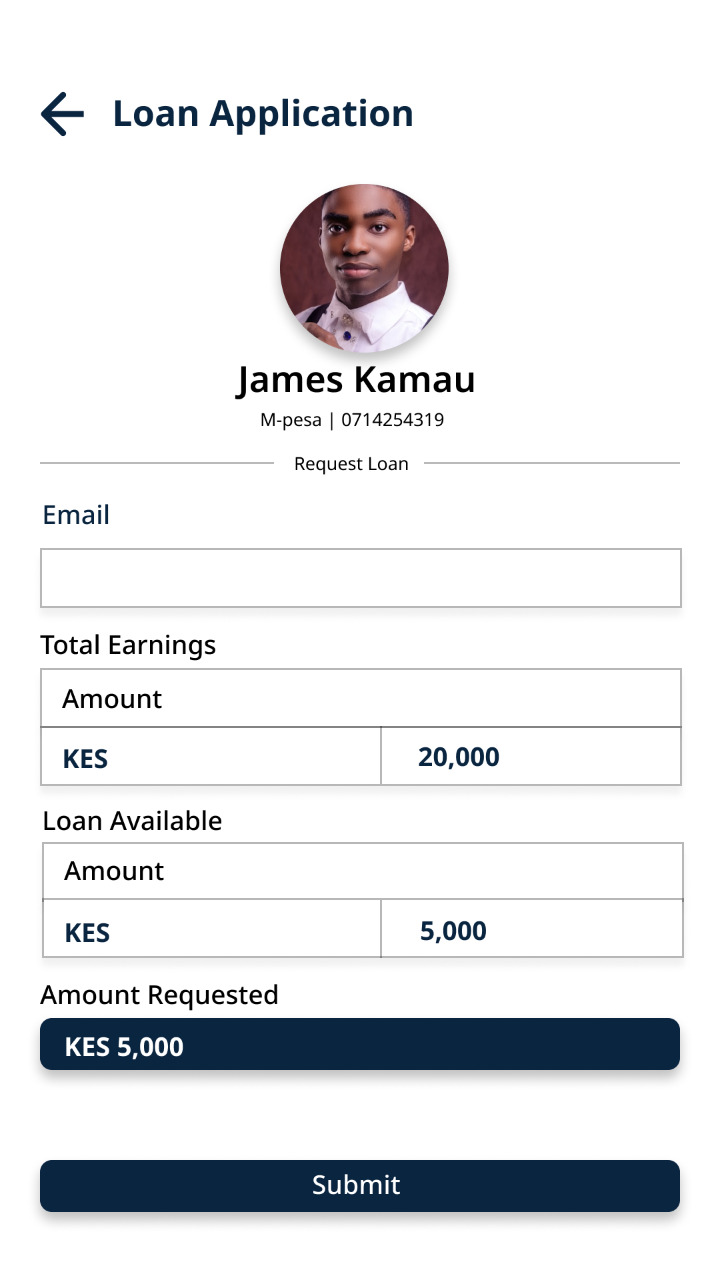 Loan Application
James Kamau
M-pesa | 0714254319
Request Loan
Email
Total Earnings
Amount
KES 20,000
Loan Available
Amount
KES 5,000
Amount Requested
KES 5,000
Submit